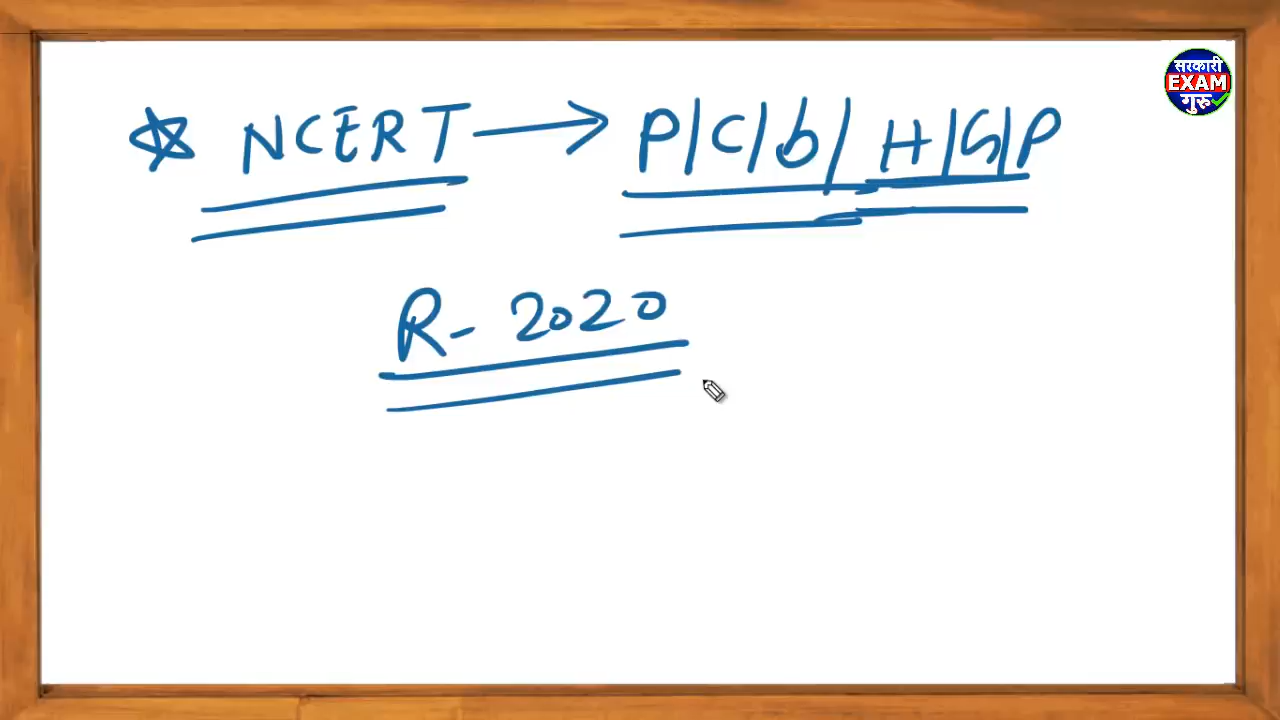 ☆ NCERT → P/C/b/ H/G/P
R- 2020
सरकारी
EXAM
गुरु